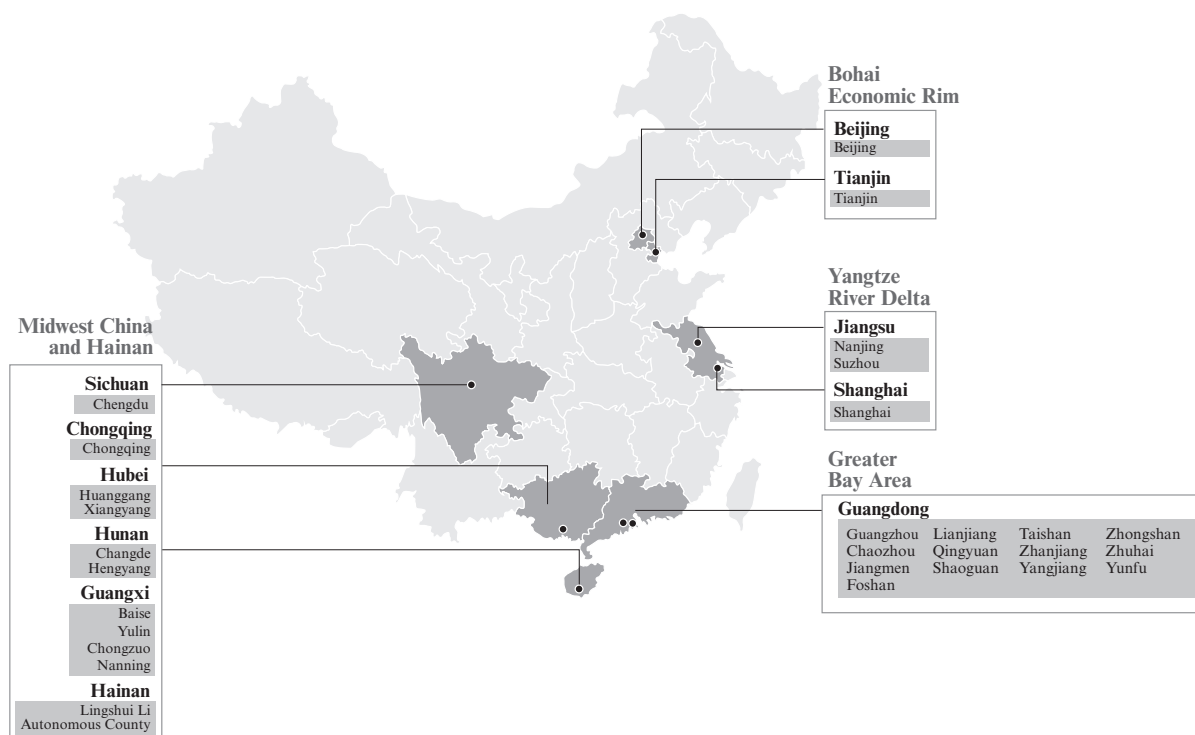 Bohai
Economic Rim
Beijing
Beijing
Tianjin
Tianjin
Yangtze
River Delta
Jiangsu
Nanjing
Suzhou
Shanghai
Shanghai
Midwest China
and Hainan
Sichuan
Chengdu
Chongqing
Chongqing
Hubei
Huanggang
Xiangyang
Hunan
Changde
Hengyang
Guangxi
Baise
Yulin
Chongzuo
Nanning
Hainan
Lingshui Li
Autonomous County
Greater
Bay Area
Guangdong
Guangzhou Lianjiang Taishan Zhongshan
Chaozhou Qingyuan Zhanjiang Zhuhai
Jiangmen Shaoguan Yangjiang Yunfu
Foshan